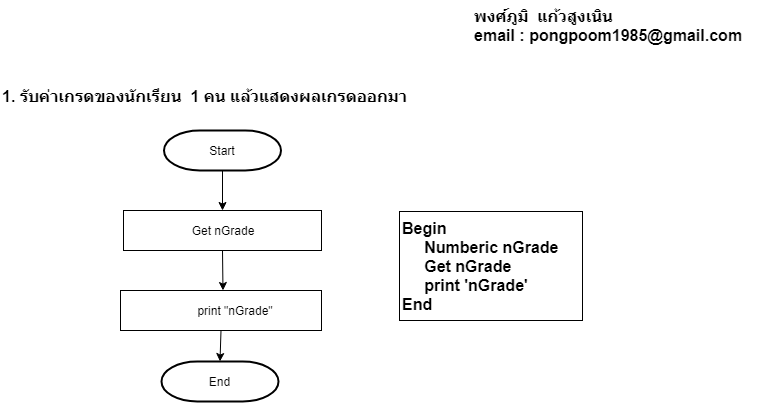 พงศ์ภูมิ แก้วสูงเนิน
email : pongpoom1985@gmail.com
1. รับค่าเกรดของนักเรียน 1 คน แล้วแสดงผลเกรดออกมา
Start
Get nGrade
print "nGrade"
End
Begin
Numberic nGrade
Get nGrade
print 'nGrade'
End